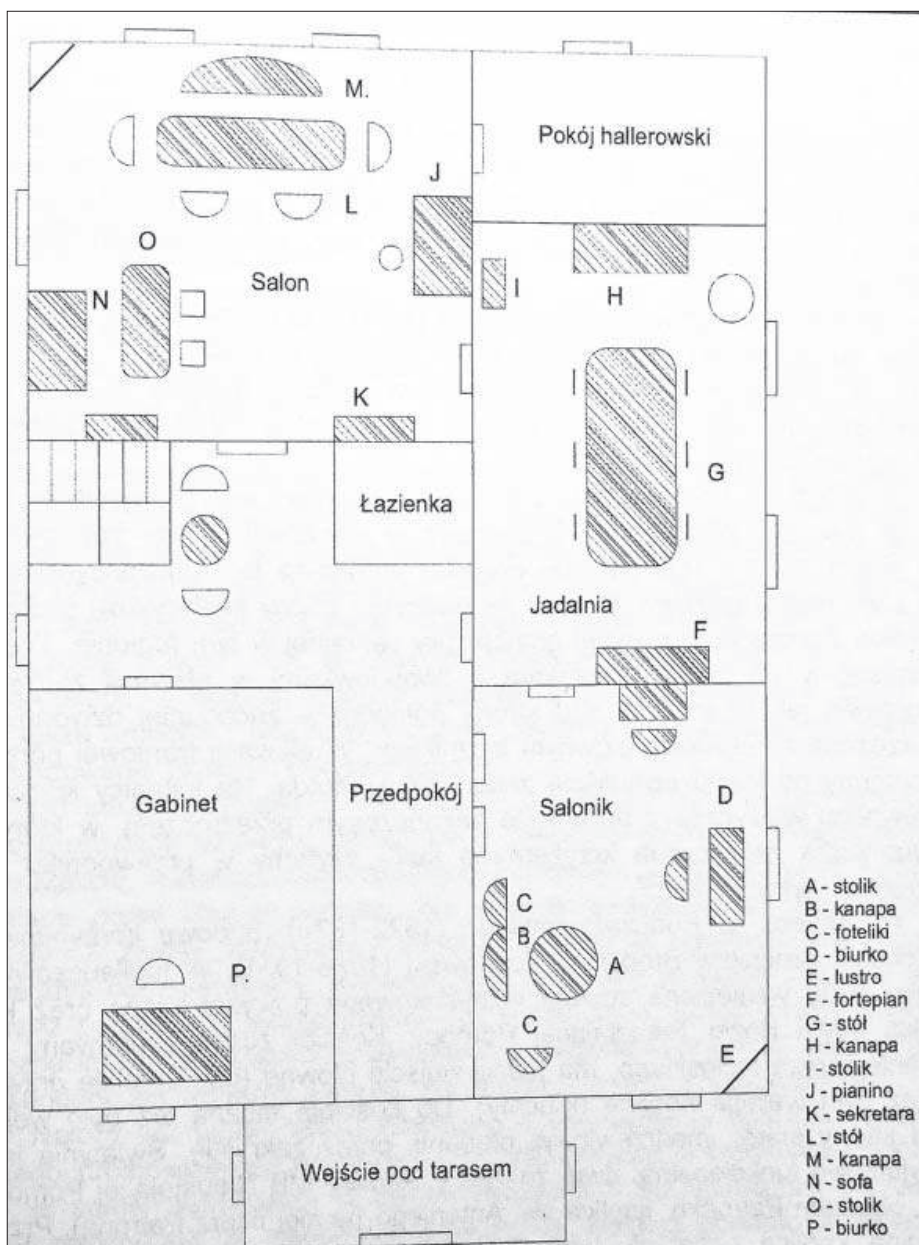 M.
Pokój hallerowski
J
L
O
Salon
N
I
H
K
G
Łazienka
Jadalnia
F
Gabinet
Przedpokój
Salonik
D
C
B
A
P.
C
E
Wejście pod tarasem
A - stolik
B - kanapa
C - foteliki
D - biurko
E - lustro
F - fortepian
G - stół
H - kanapa
I - stolik
J - pianino
K - sekretara
L - stół
M - kanapa
N - sofa
O - stolik
P - biurko